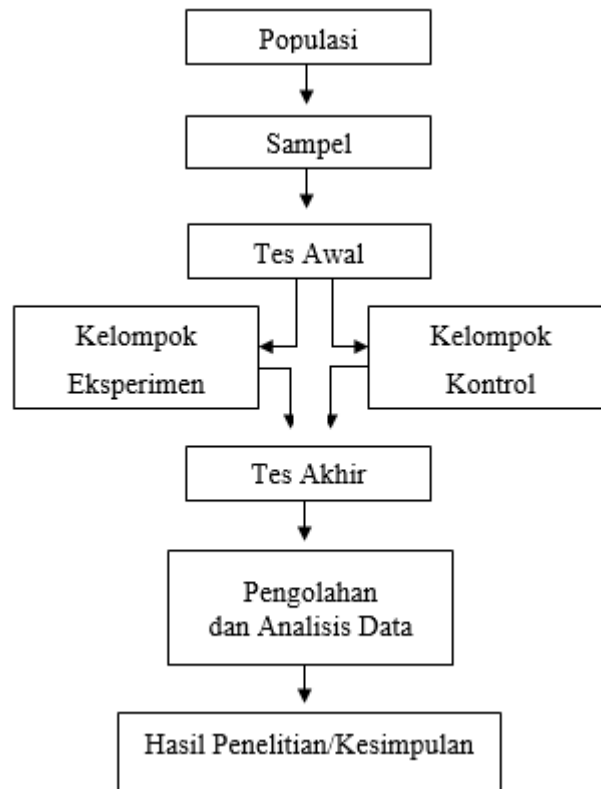 Populasi
Sampel
Tes Awal
Kelompok
Eksperimen
Kelompok
Kontrol
Tes Akhir
Pengolahan
dan Analisis Data
Hasil Penelitian/Kesimpulan